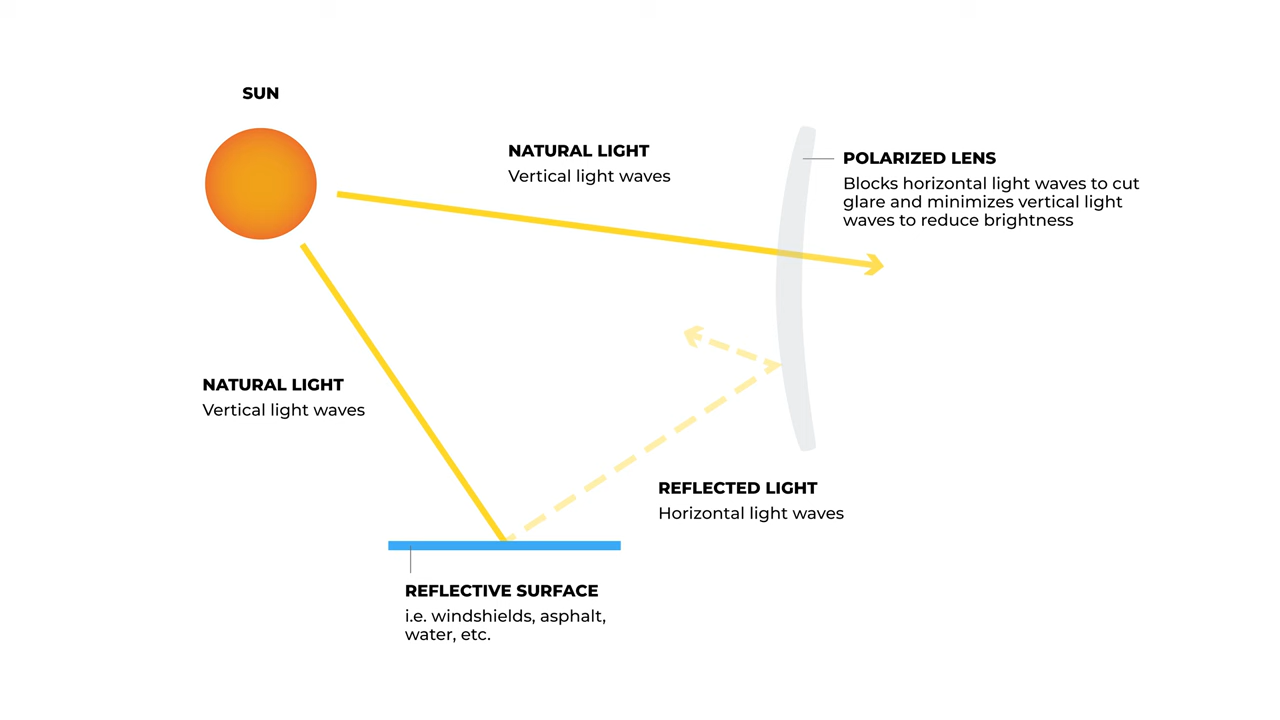 SUN
NATURAL LIGHT
Vertical light waves
POLARIZED LENS
Blocks horizontal light waves to cut
glare and minimizes vertical light
waves to reduce brightness
NATURAL LIGHT
Vertical light waves
REFLECTED LIGHT
Horizontal light waves
REFLECTIVE SURFACE
i.e. windshields, asphalt,
water, etc.